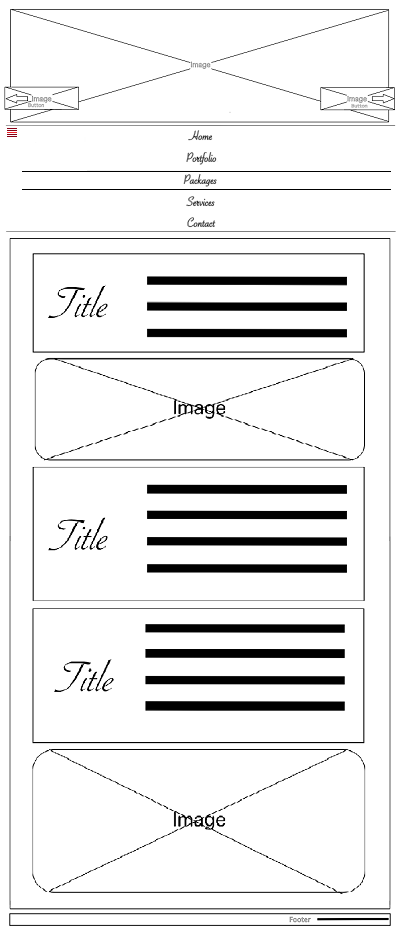 Image
Image
Button
Image
Button
Home
Portfolio
Packages
Services
Contact
Title
Image
Title
Title
Image
Footer